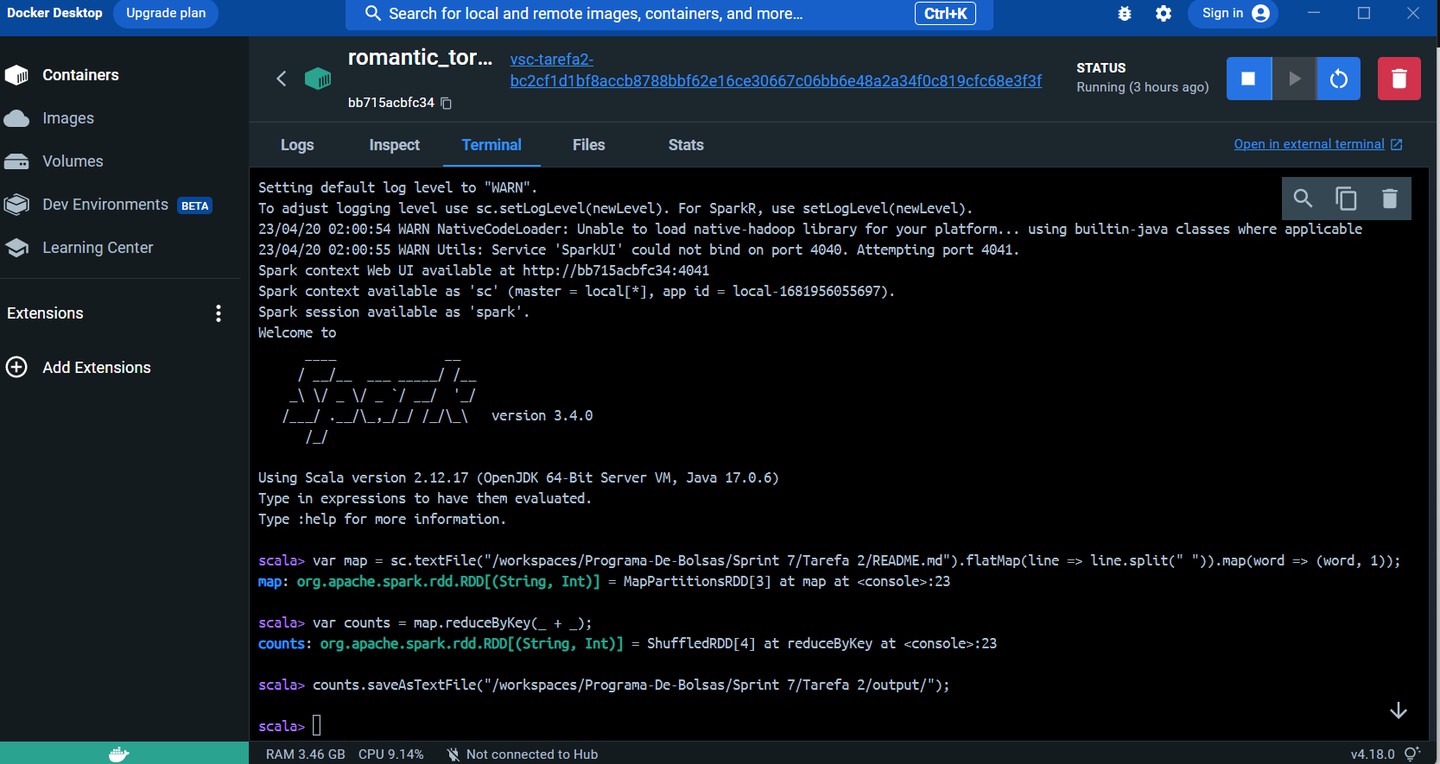 Docker Desktop Upgrade plan Search for local and remote images, containers, and more... Ctrl+K Sign in
Containers
Images
Volumes
Dev Environments BETA
Learning Center
Extensions
Add Extensions
romantic_tor...
bb715acbfc34
vsc-tarefa2-
bc2cf1d1bf8accb8788bbf62e16ce30667c06bb6e48a2a34f0c819cfc68e3f3f
STATUS
Running (3 hours ago)
Logs Inspect Terminal Files Stats Open in external terminal
Setting default log level to "WARN".
To adjust logging level use sc.setLogLevel(newLevel). For SparkR, use setLogLevel(newLevel).
23/04/20 02:00:54 WARN NativeCodeLoader: Unable to load native-hadoop library for your platform... using builtin-java classes where applicable
23/04/20 02:00:55 WARN Utils: Service 'SparkUI' could not bind on port 4040. Attempting port 4041.
Spark context Web UI available at http://bb715acbfc34:4041
Spark context available as 'sc' (master = local[*], app id = local-1681956055697).
Spark session available as 'spark'.
Welcome to
      ____              __
     / __/__  ___ _____/ /__
    _\ \/ _ \/ _ `/ __/  '_/
   /___/ .__/\_,_/_/ /_/\_\   version 3.4.0
      /_/
Using Scala version 2.12.17 (OpenJDK 64-Bit Server VM, Java 17.0.6)
Type in expressions to have them evaluated.
Type :help for more information.
scala> var map = sc.textFile("/workspaces/Programa-De-Bolsas/Sprint 7/Tarefa 2/README.md").flatMap(line => line.split(" ")).map(word => (word, 1));
map: org.apache.spark.rdd.RDD[(String, Int)] = MapPartitionsRDD[3] at map at <console>:23
scala> var counts = map.reduceByKey(_ + _);
counts: org.apache.spark.rdd.RDD[(String, Int)] = ShuffledRDD[4] at reduceByKey at <console>:23
scala> counts.saveAsTextFile("/workspaces/Programa-De-Bolsas/Sprint 7/Tarefa 2/output/");
scala>
RAM 3.46 GB CPU 9.14% Not connected to Hub v4.18.0